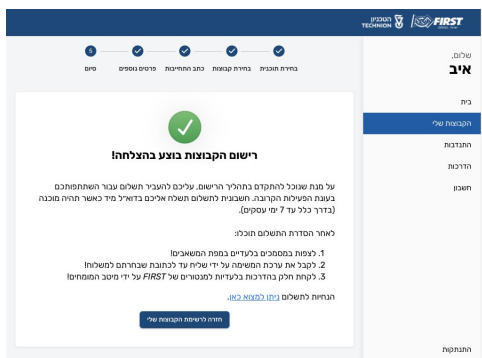 FIRST
הטכניון
TECHNION
שלום,
איב
בית
הקבוצות שלי
התנדבות
הדרכות
חשבון
התנתקות
בחירת תוכנית
בחירת קבוצות
כתב התחייבות
פרטים נוספים
5
סיום
רישום הקבוצות בוצע בהצלחה!
על מנת שנוכל להתקדם בתהליך הרישום, עליכם להעביר תשלום עבור השתתפותכם
בעונת הפעילות הקרובה. חשבונית לתשלום תשלח אליכם בדוא״ל מיד כאשר תהיה מוכנה
(בדרך כלל עד 7 ימי עסקים).
לאחר הסדרת התשלום תוכלו:
1. לצפות במסמכים בלעדיים במפת המשאבים!
2. לקבל את ערכת המשימה על ידי שליח עד לכתובת שבחרתם למשלוח!
3. לקחת חלק בהדרכות בלעדיות למנטורים של FIRST על ידי מיטב המומחים!
הנחיות לתשלום ניתן למצוא כאן.
חזרה לרשימת הקבוצות שלי